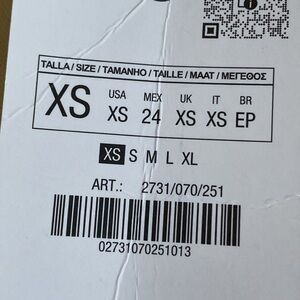 TALLA / SIZE / TAMANHO / TAILLE / MAAT / ΜΕΓΕΘΟΣ
XS USA XS MEX 24 UK XS IT XS BR EP
XS S M L XL
ART.: 2731/070/251
02731070251013